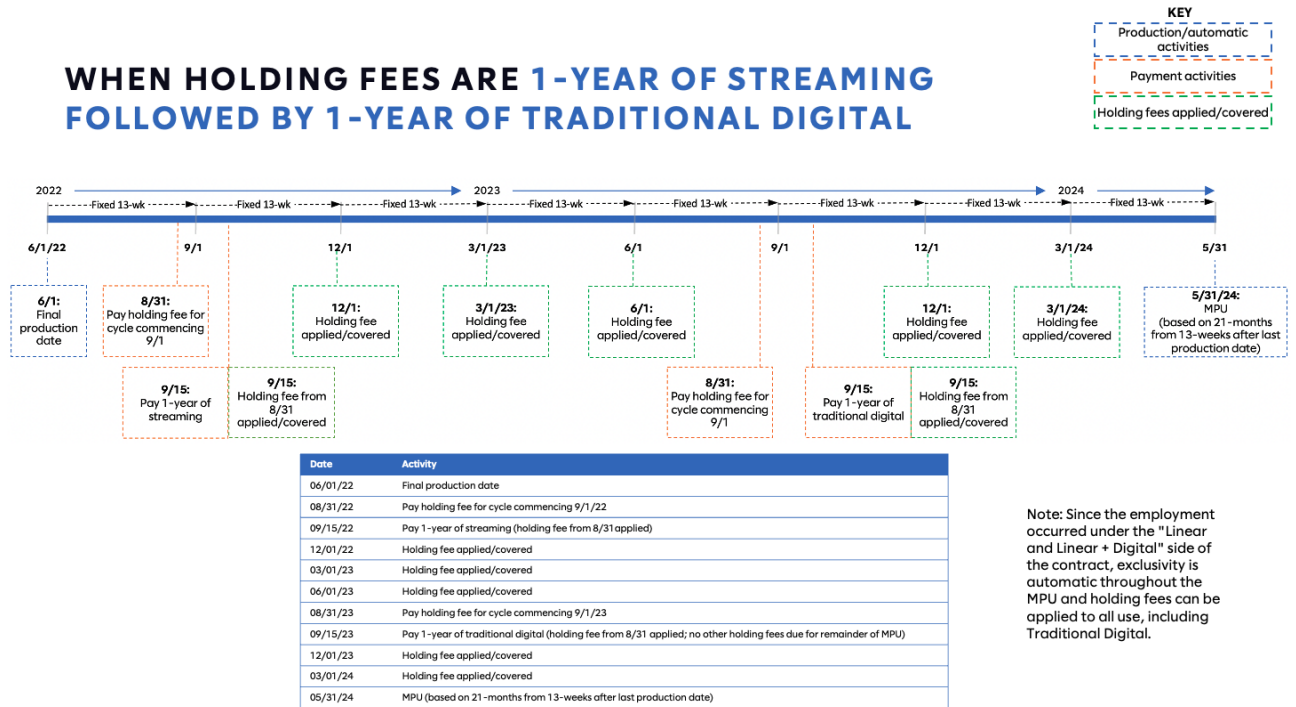 KEY
Production/automatic
activities
Payment activities
Holding fees applied/covered
WHEN HOLDING FEES ARE 1-YEAR OF STREAMING
FOLLOWED BY 1-YEAR OF TRADITIONAL DIGITAL
2022 2023 2024
Fixed 13-wk Fixed 13-wk Fixed 13-wk Fixed 13-wk Fixed 13-wk Fixed 13-wk Fixed 13-wk Fixed 13-wk
6/1/22 9/1 12/1 3/1/23 6/1 9/1 12/1 3/1/24 5/31
6/1:
Final
production
date
8/31:
Pay holding fee for
cycle commencing
9/1
9/15:
Pay 1-year of
streaming
9/15:
Holding fee from
8/31
applied/covered
12/1:
Holding fee
applied/covered
3/1/23:
Holding fee
applied/covered
6/1:
Holding fee
applied/covered
8/31:
Pay holding fee for
cycle commencing
9/1
9/15:
Pay 1-year of
traditional digital
9/15:
Holding fee from
8/31
applied/covered
12/1:
Holding fee
applied/covered
3/1/24:
Holding fee
applied/covered
5/31/24:
MPU
(based on 21-months
from 13-weeks after last
production date)
Date Activity
06/01/22 Final production date
08/31/22 Pay holding fee for cycle commencing 9/1/22
09/15/22 Pay 1-year of streaming (holding fee from 8/31 applied)
12/01/22 Holding fee applied/covered
03/01/23 Holding fee applied/covered
06/01/23 Holding fee applied/covered
08/31/23 Pay holding fee for cycle commencing 9/1/23
09/15/23 Pay 1-year of traditional digital (holding fee from 8/31 applied; no other holding fees due for remainder of MPU)
12/01/23 Holding fee applied/covered
03/01/24 Holding fee applied/covered
05/31/24 MPU (based on 21-months from 13-weeks after last production date)
Note: Since the employment
occurred under the "Linear
and Linear + Digital" side of
the contract, exclusivity is
automatic throughout the
MPU and holding fees can be
applied to all use, including
Traditional Digital.